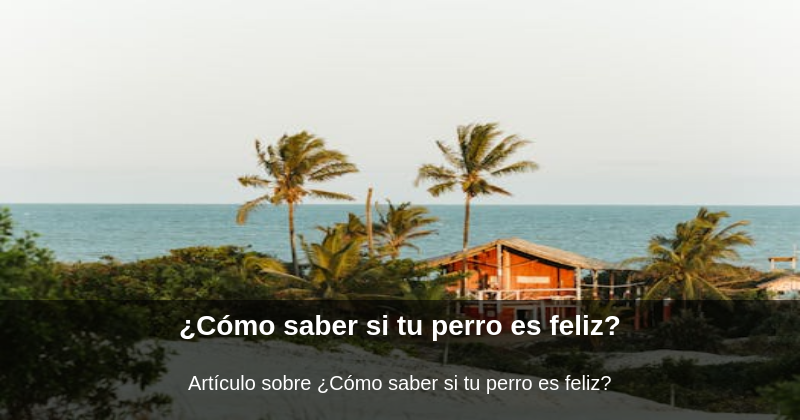 ¿Cómo saber si tu perro es feliz?
Artículo sobre ¿Cómo saber si tu perro es feliz?